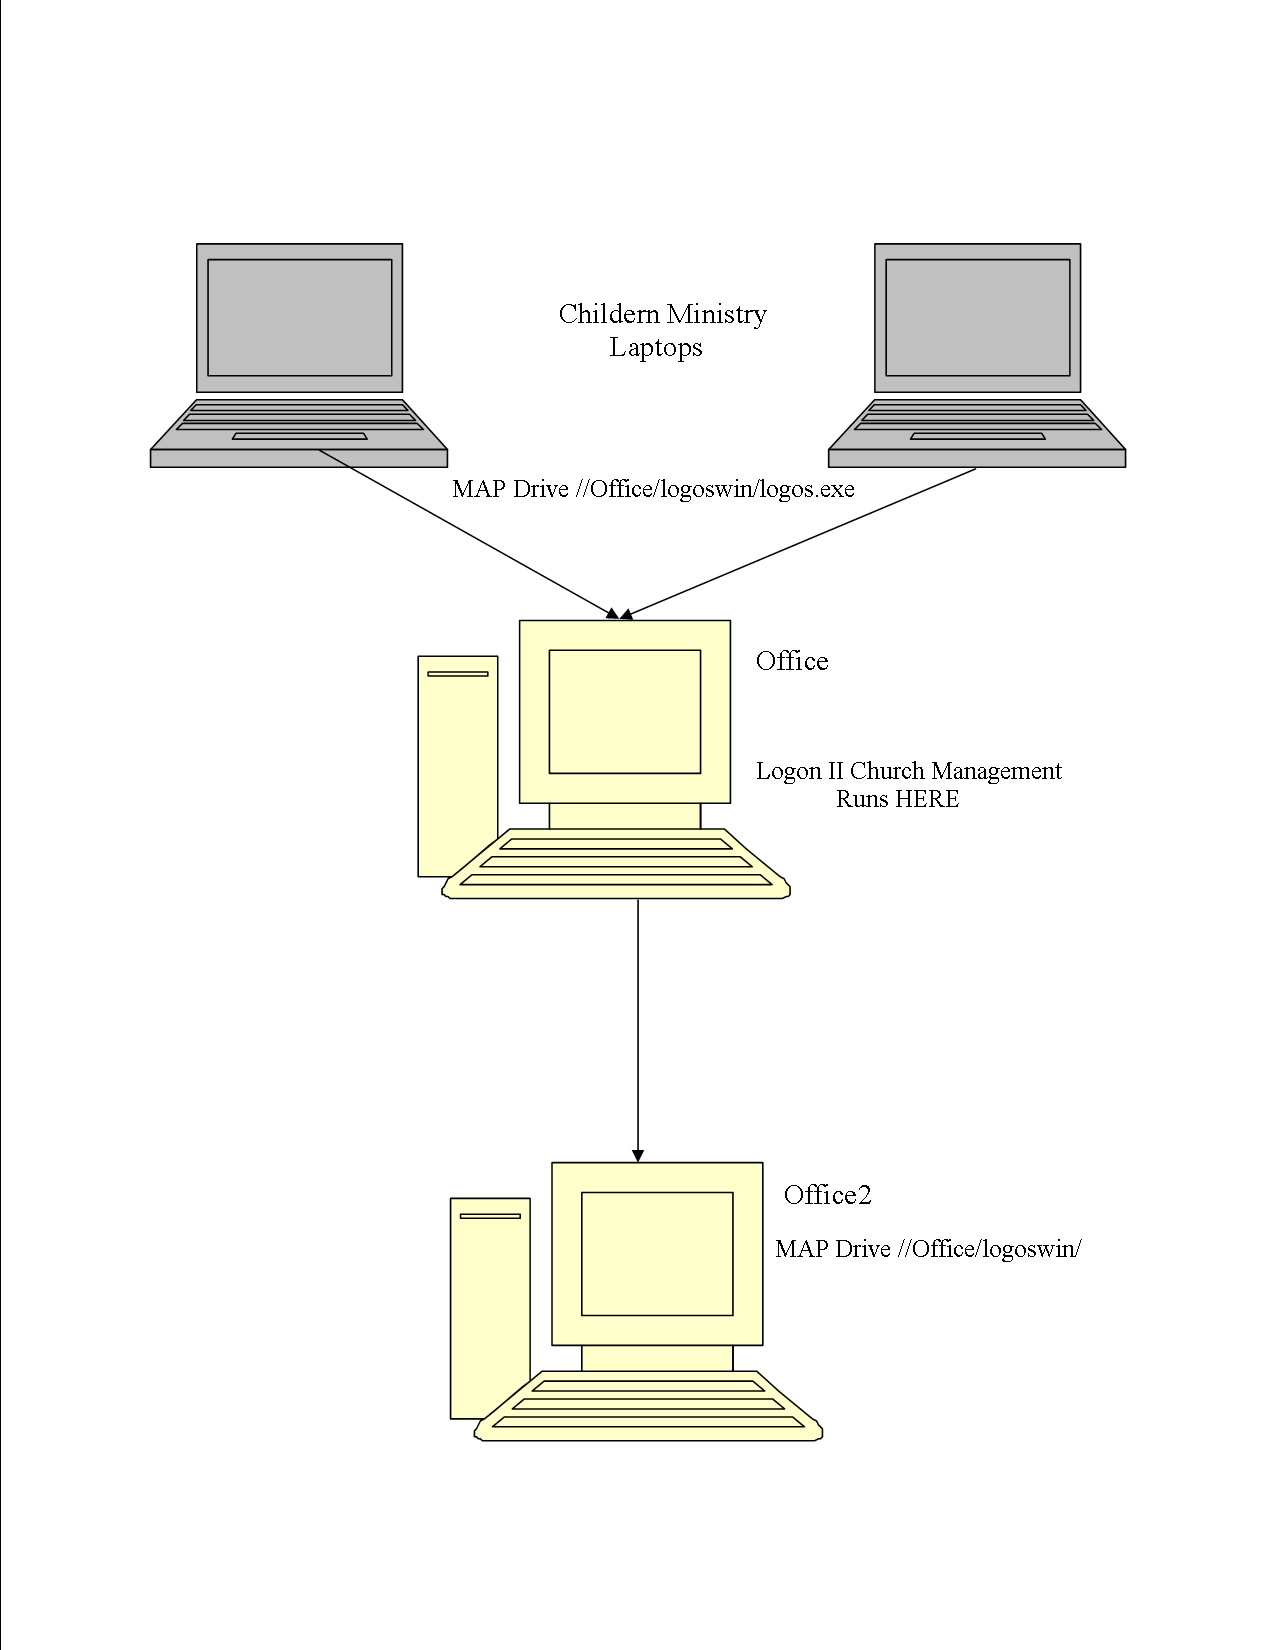 Childern Ministry
Laptops
MAP Drive //Office/logoswin/logos.exe
Office
Logon II Church Management
Runs HERE
Office2
MAP Drive //Office/logoswin/